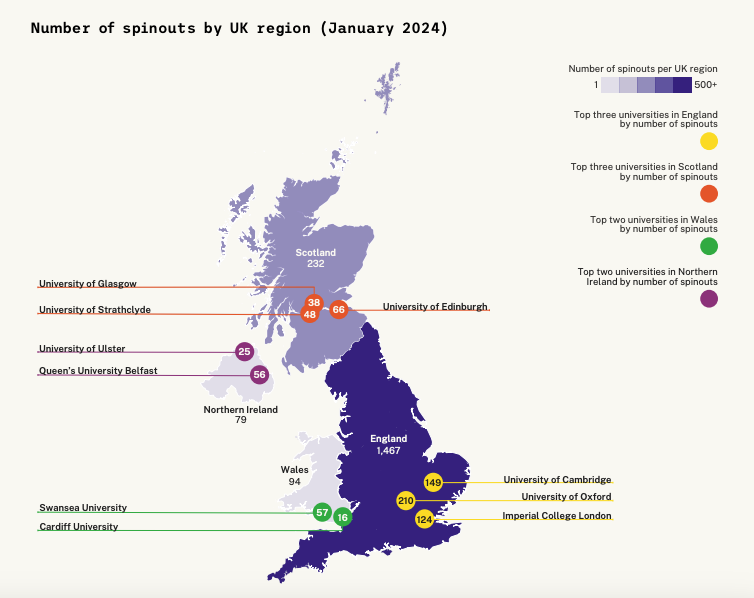 Number of spinouts by UK region (January 2024)
Number of spinouts per UK region
1 500+
Top three universities in England
by number of spinouts
Top three universities in Scotland
by number of spinouts
Top two universities in Wales
by number of spinouts
Top two universities in Northern
Ireland by number of spinouts
Scotland
232
University of Glasgow
38
University of Strathclyde
48
66
University of Edinburgh
University of Ulster
25
Queen's University Belfast
56
Northern Ireland
79
England
1,467
Wales
94
149
University of Cambridge
210
University of Oxford
124
Imperial College London
Swansea University
57
Cardiff University
16